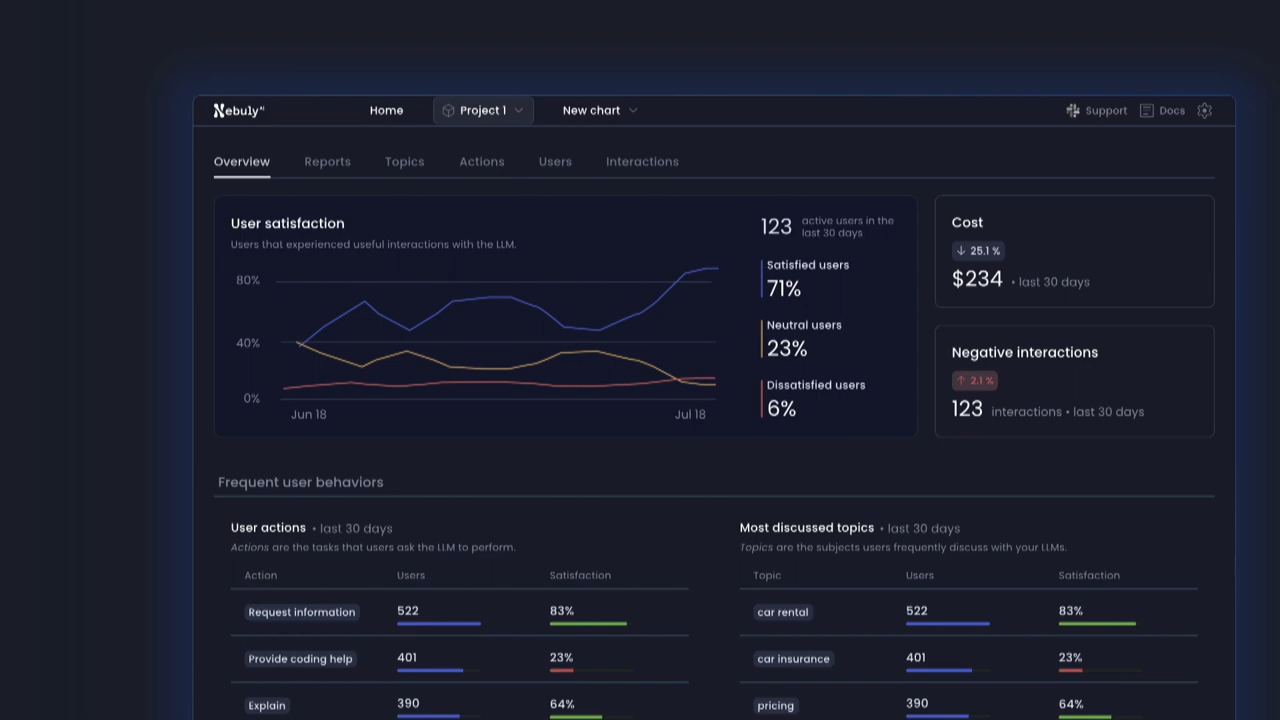 Nebuly AI
Home
Project 1
New chart
Support
Docs
Overview
Reports
Topics
Actions
Users
Interactions
User satisfaction
Users that experienced useful interactions with the LLM.
80%
40%
0%
Jun 18
Jul 18
123
active users in the
last 30 days
Satisfied users
71%
Neutral users
23%
Dissatisfied users
6%
Cost
↓ 25.1 %
$234 • last 30 days
Negative interactions
↑ 2.1 %
123 interactions • last 30 days
Frequent user behaviors
User actions • last 30 days
Actions are the tasks that users ask the LLM to perform.
Action Users Satisfaction
Request information 522 83%
Provide coding help 401 23%
Explain 390 64%
Most discussed topics • last 30 days
Topics are the subjects users frequently discuss with your LLMs.
Topic Users Satisfaction
car rental 522 83%
car insurance 401 23%
pricing 390 64%